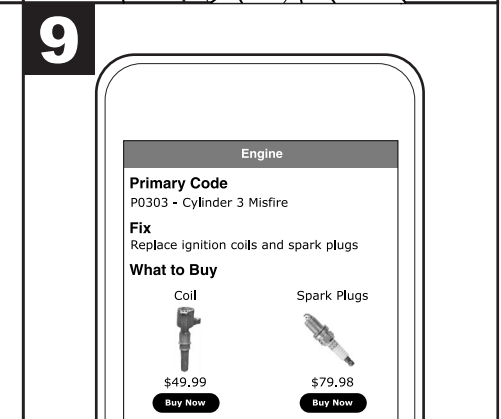 9
Engine
Primary Code
P0303 - Cylinder 3 Misfire
Fix
Replace ignition coils and spark plugs
What to Buy
Coil Spark Plugs
$49.99 $79.98
Buy Now Buy Now